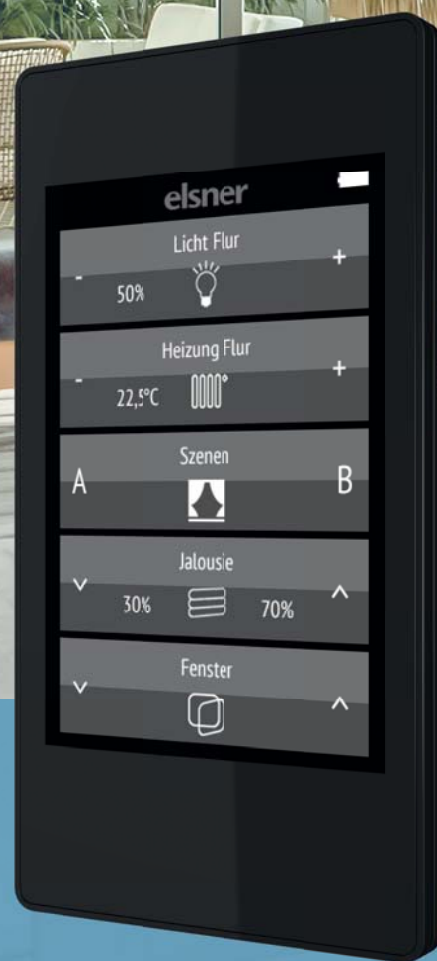 elsner
Licht Flur
- +
50%
Heizung Flur
- +
22,5°C
Szenen
A B
Jalousie
30% 70%
Fenster